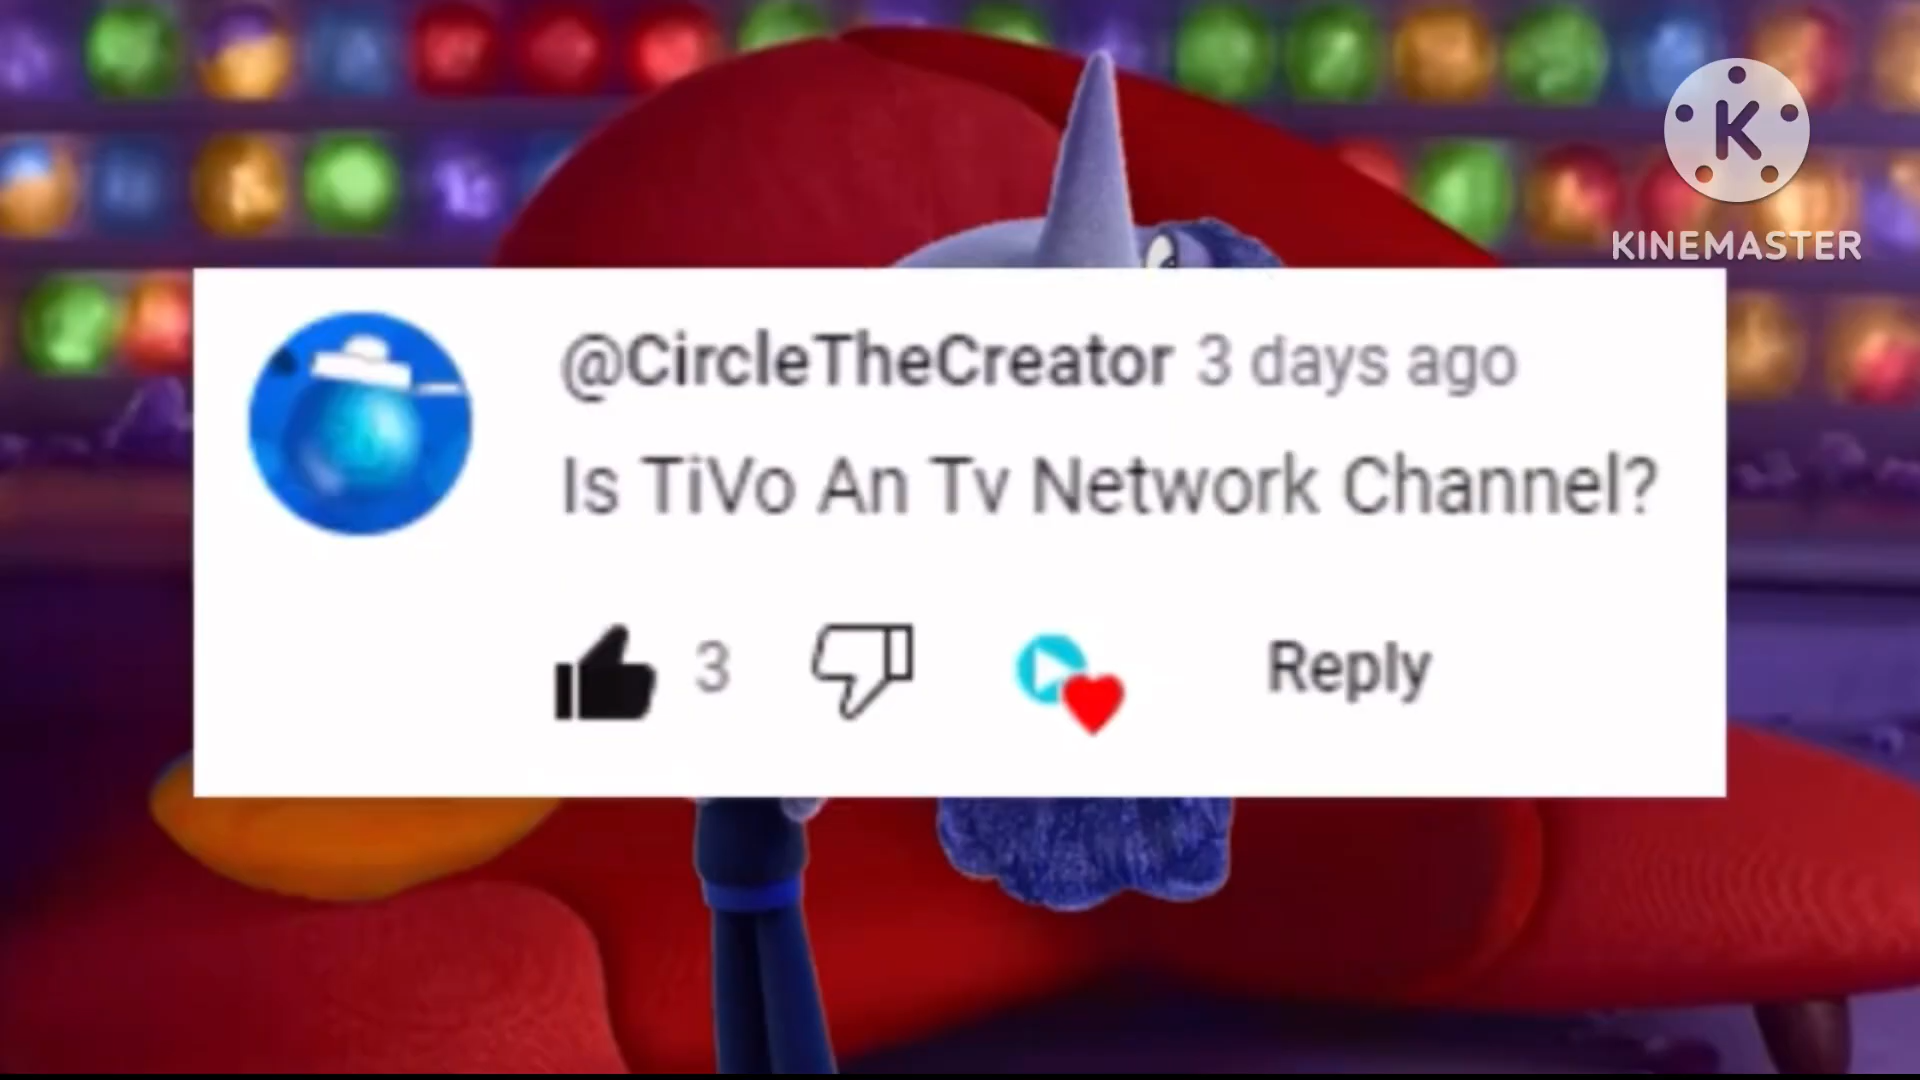 K
KINEMASTER
@CircleTheCreator 3 days ago
Is TiVo An Tv Network Channel?
3
Reply